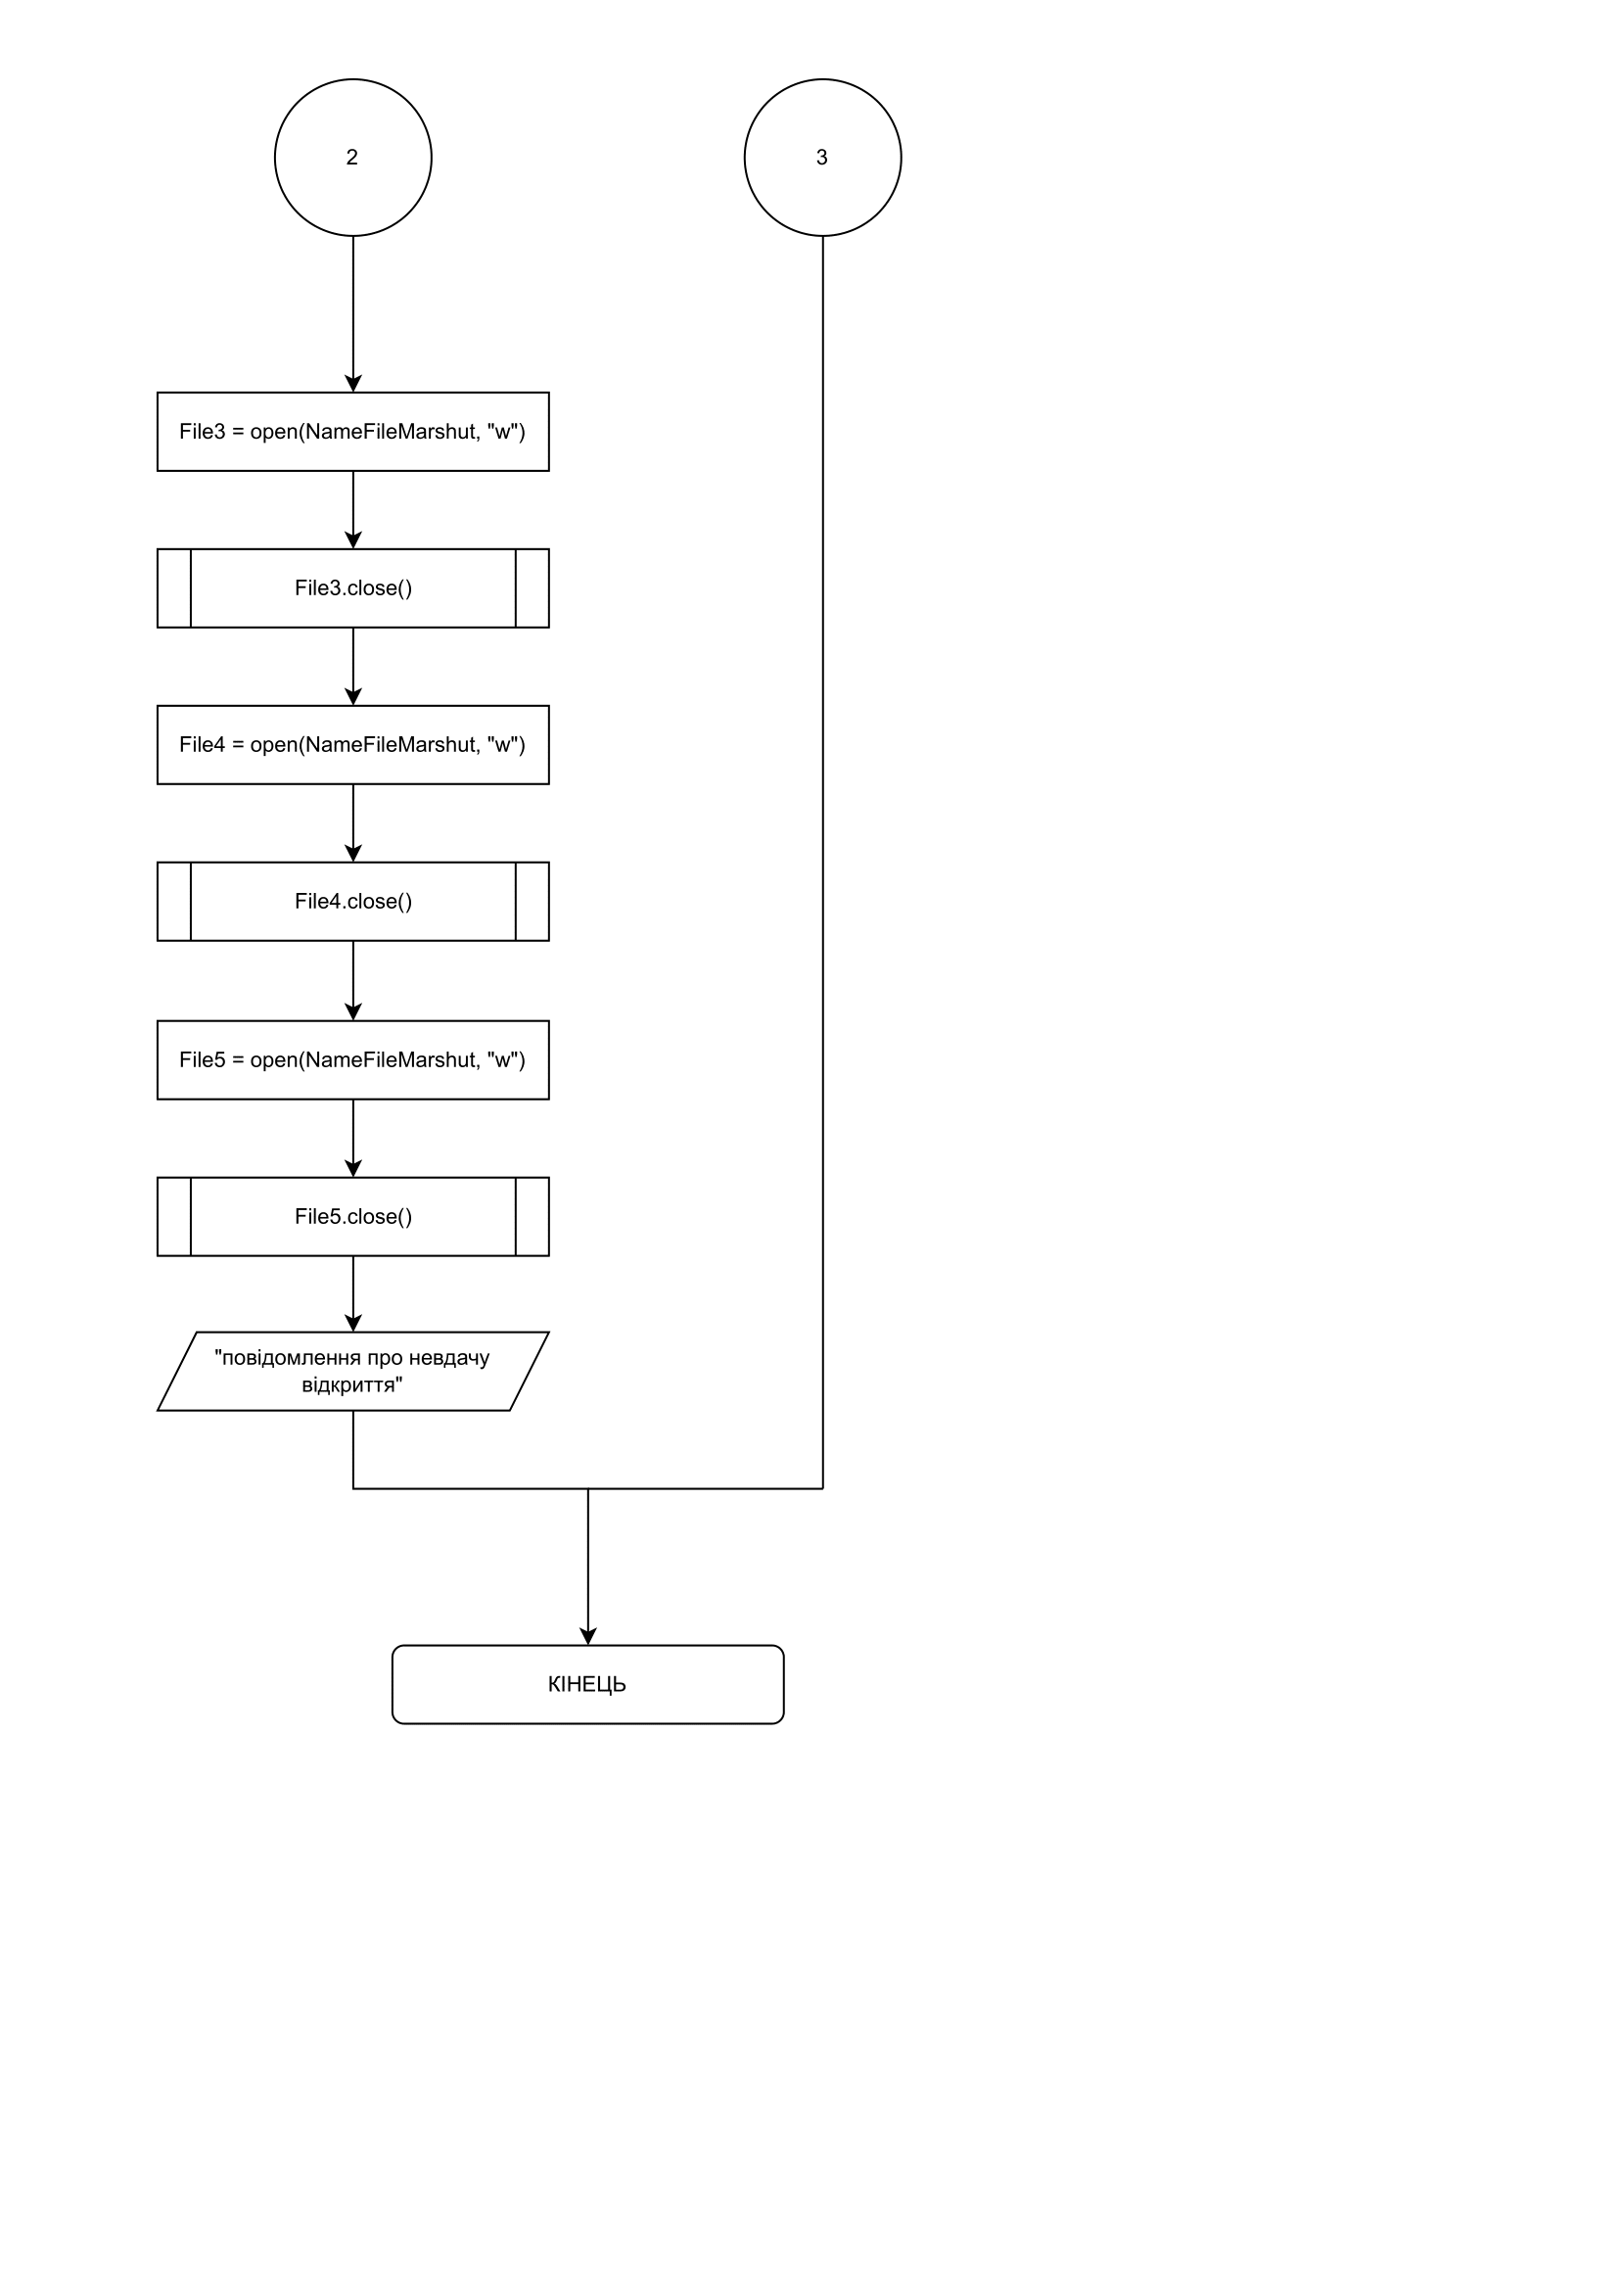 2
3
File3 = open(NameFileMarshut, "w")
File3.close()
File4 = open(NameFileMarshut, "w")
File4.close()
File5 = open(NameFileMarshut, "w")
File5.close()
"повідомлення про невдачу
відкриття"
КІНЕЦЬ